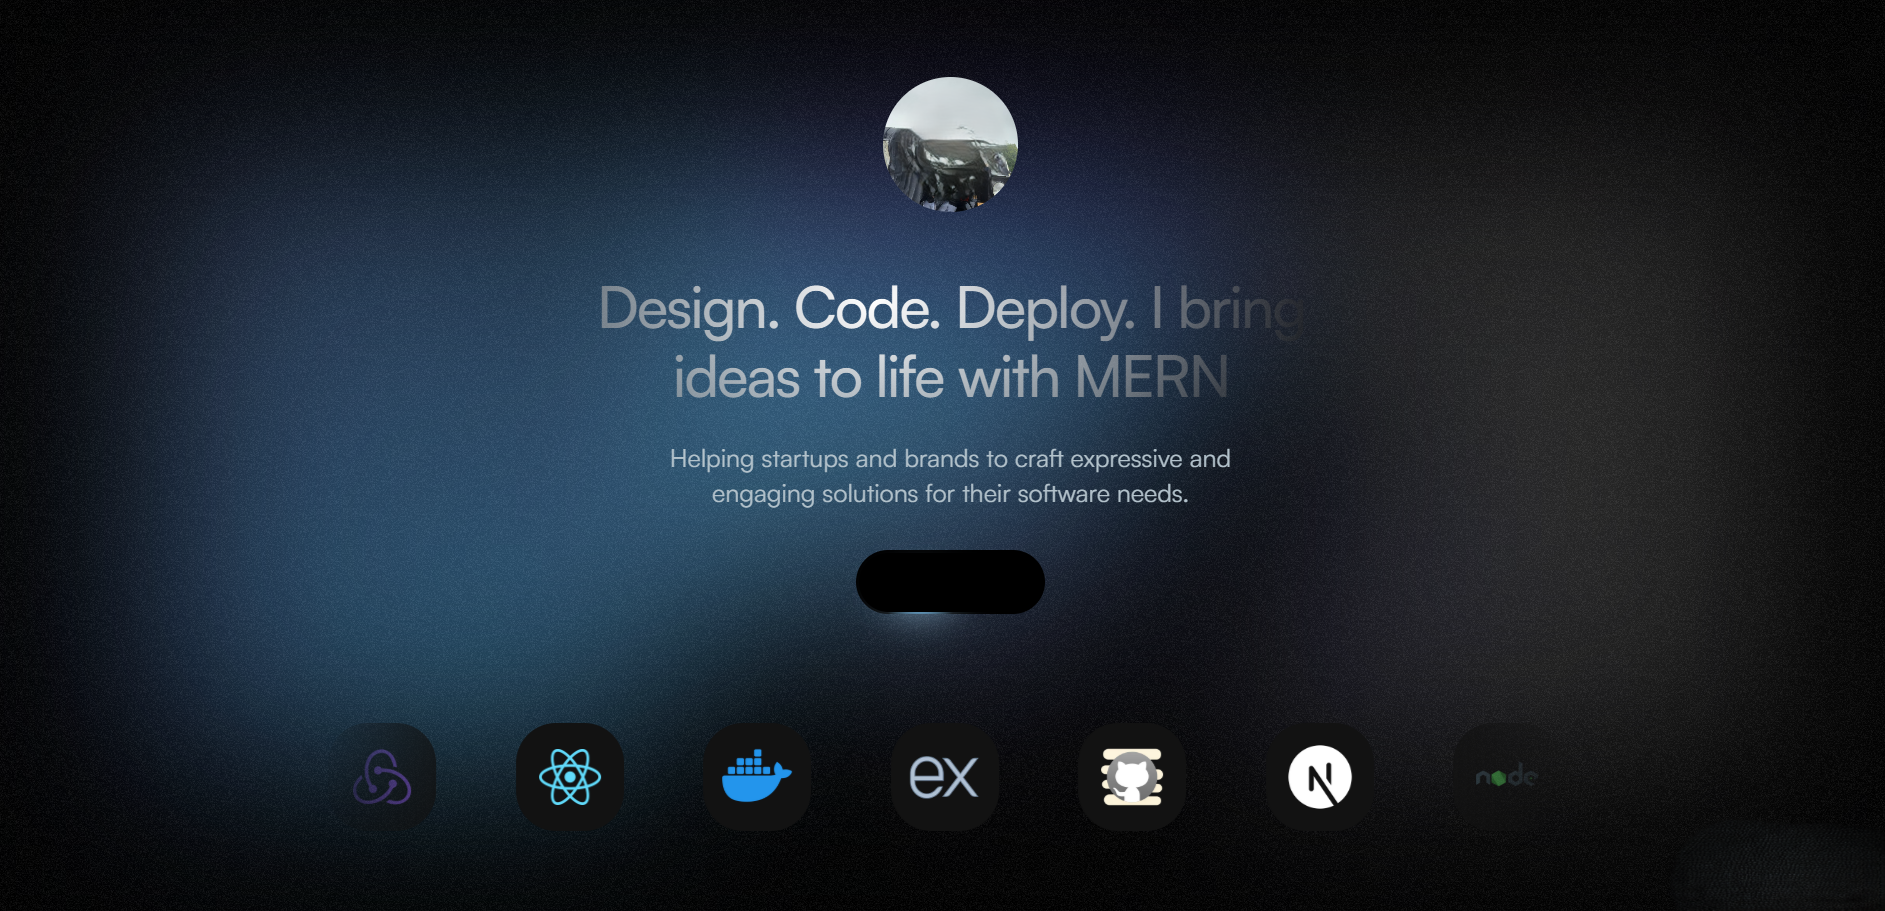 Design. Code. Deploy. I bring
ideas to life with MERN
Helping startups and brands to craft expressive and
engaging solutions for their software needs.
ex
N
node